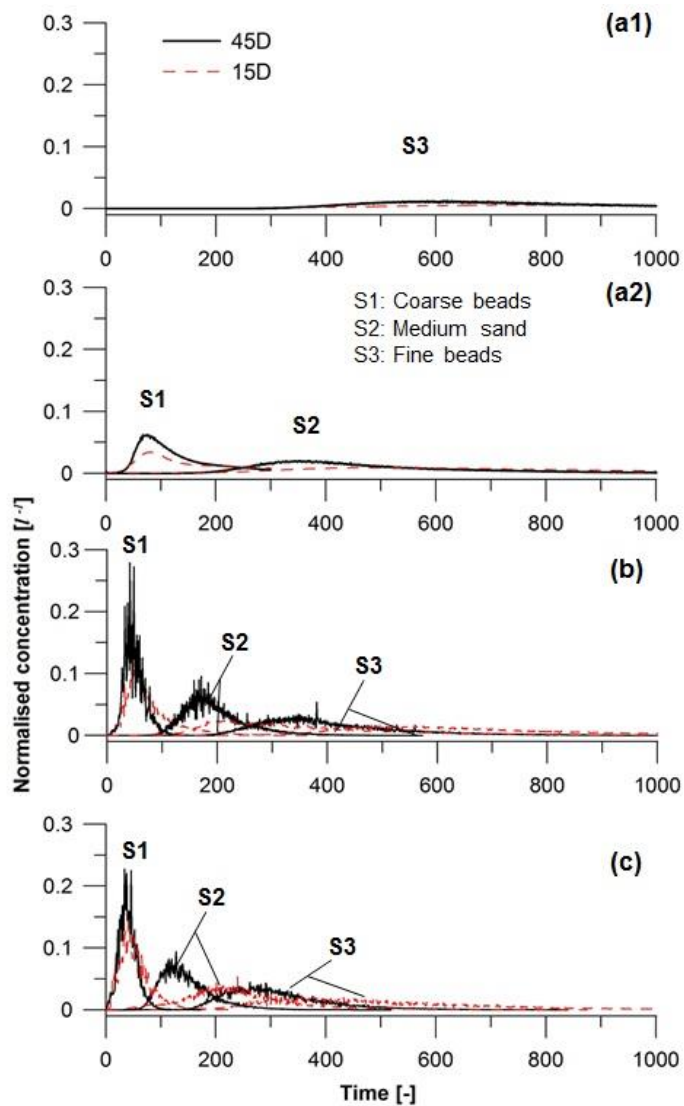 0.3
(a1)
45D
0.2
15D
0.1
S3
0
0 200 400 600 800 1000
0.3
(a2)
S1: Coarse beads
0.2
S2: Medium sand
S3: Fine beads
0.1
S1
S2
0
0 200 400 600 800 1000
Normalised concentration [l -/]
0.3
S1
(b)
0.2
S2
0.1
S3
0
0 200 400 600 800 1000
0.3
S1
(c)
0.2
S2
0.1
S3
0
0 200 400 600 800 1000
Time [-]